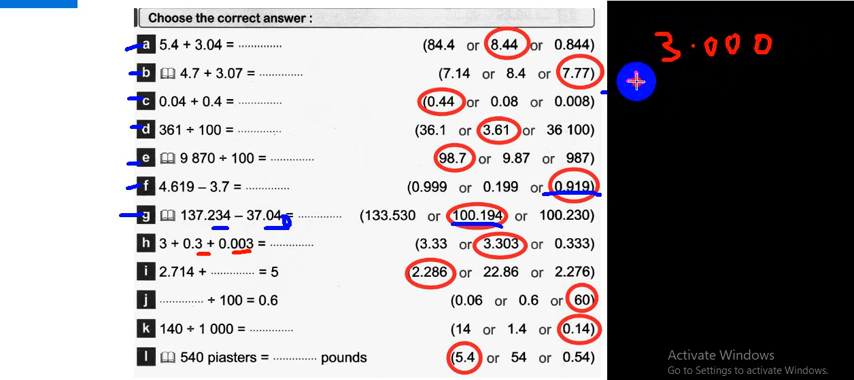 Choose the correct answer :
a 5.4 + 3.04 = .............. (84.4 or 8.44 or 0.844)
b 4.7 + 3.07 = .............. (7.14 or 8.4 or 7.77)
c 0.04 + 0.4 = .............. (0.44 or 0.08 or 0.008)
d 361 ÷ 100 = .............. (36.1 or 3.61 or 36 100)
e 9 870 ÷ 100 = .............. (98.7 or 9.87 or 987)
f 4.619 – 3.7 = .............. (0.999 or 0.199 or 0.919)
g 137.234 – 37.04 = .............. (133.530 or 100.194 or 100.230)
h 3 + 0.3 + 0.003 = .............. (3.33 or 3.303 or 0.333)
i 2.714 + .............. = 5 (2.286 or 22.86 or 2.276)
j .............. ÷ 100 = 0.6 (0.06 or 0.6 or 60)
k 140 ÷ 1 000 = .............. (14 or 1.4 or 0.14)
l 540 piasters = .............. pounds (5.4 or 54 or 0.54)
3.000
+
Activate Windows
Go to Settings to activate Windows.